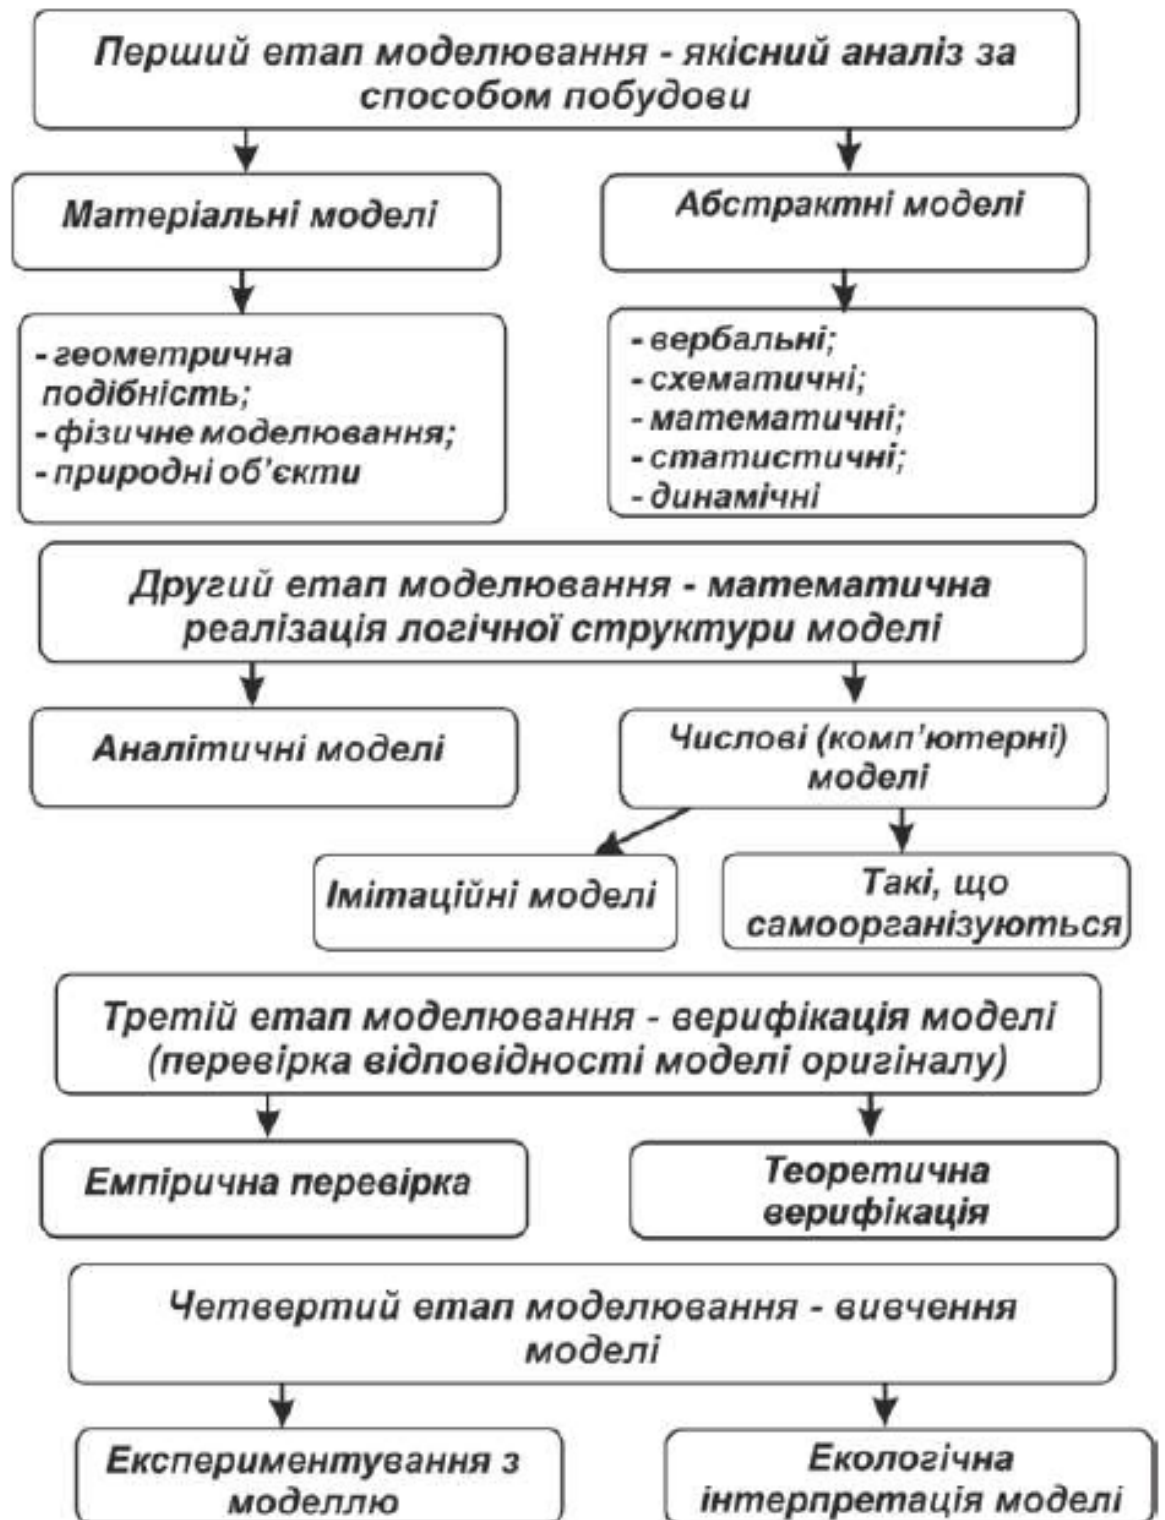 Перший етап моделювання - якісний аналіз за
способом побудови
Матеріальні моделі
Абстрактні моделі
- геометрична
подібність;
- фізичне моделювання;
- природні об’єкти
- вербальні;
- схематичні;
- математичні;
- статистичні;
- динамічні
Другий етап моделювання - математична
реалізація логічної структури моделі
Аналітичні моделі
Числові (комп’ютерні)
моделі
Імітаційні моделі
Такі, що
самоорганізуються
Третій етап моделювання - верифікація моделі
(перевірка відповідності моделі оригіналу)
Емпірична перевірка
Теоретична
верифікація
Четвертий етап моделювання - вивчення
моделі
Експериментування з
моделлю
Екологічна
інтерпретація моделі